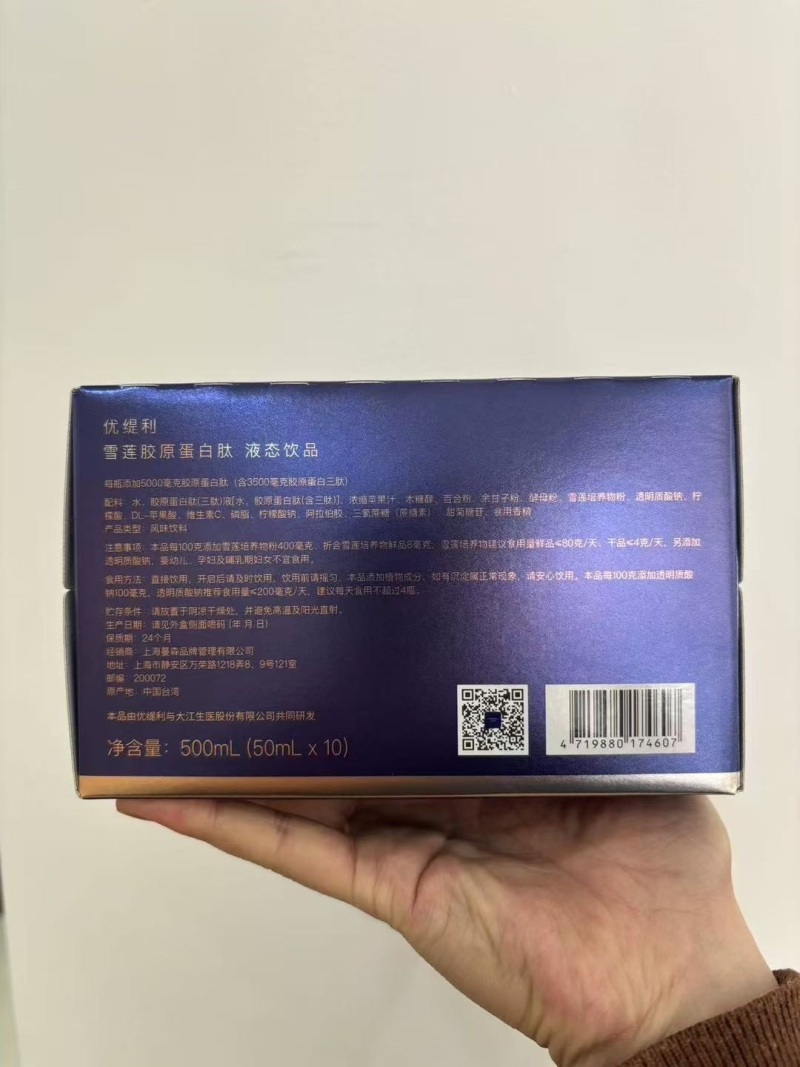 优缇利
雪莲胶原蛋白肽 液态饮品
每瓶添加5000毫克胶原蛋白肽（含3500毫克胶原蛋白三肽）
配料：水、胶原蛋白肽(三肽)液[水、胶原蛋白肽(含三肽)]、浓缩苹果汁、木糖醇、百合粉、余甘子粉、酵母粉、雪莲培养物粉、透明质酸钠、柠
檬酸、DL-苹果酸、维生素C、磷脂、柠檬酸钠、阿拉伯胶、三氯蔗糖（蔗糖素）、甜菊糖苷、食用香精
产品类型：风味饮料
注意事项：本品每100克添加雪莲培养物粉400毫克，折合雪莲培养物鲜品8毫克；雪莲培养物建议食用量鲜品≤80克/天、干品≤4克/天，另添加
透明质酸钠，婴幼儿、孕妇及哺乳期妇女不宜食用。
食用方法：直接饮用，开启后请及时饮用，饮用前请摇匀。本品添加植物成分，如有沉淀属正常现象，请安心饮用。本品每100克添加透明质酸
钠100毫克，透明质酸钠推荐食用量≤200毫克/天，建议每天食用不超过4瓶。
贮存条件：请放置于阴凉干燥处，并避免高温及阳光直射。
生产日期：请见外盒侧面喷码 (年 月 日)
保质期：24个月
经销商：上海蔓森品牌管理有限公司
地址：上海市静安区万荣路1218弄8、9号121室
邮编：200072
原产地：中国台湾
本品由优缇利与大江生医股份有限公司共同研发
净含量：500mL (50mL x 10)
4 719880 174607